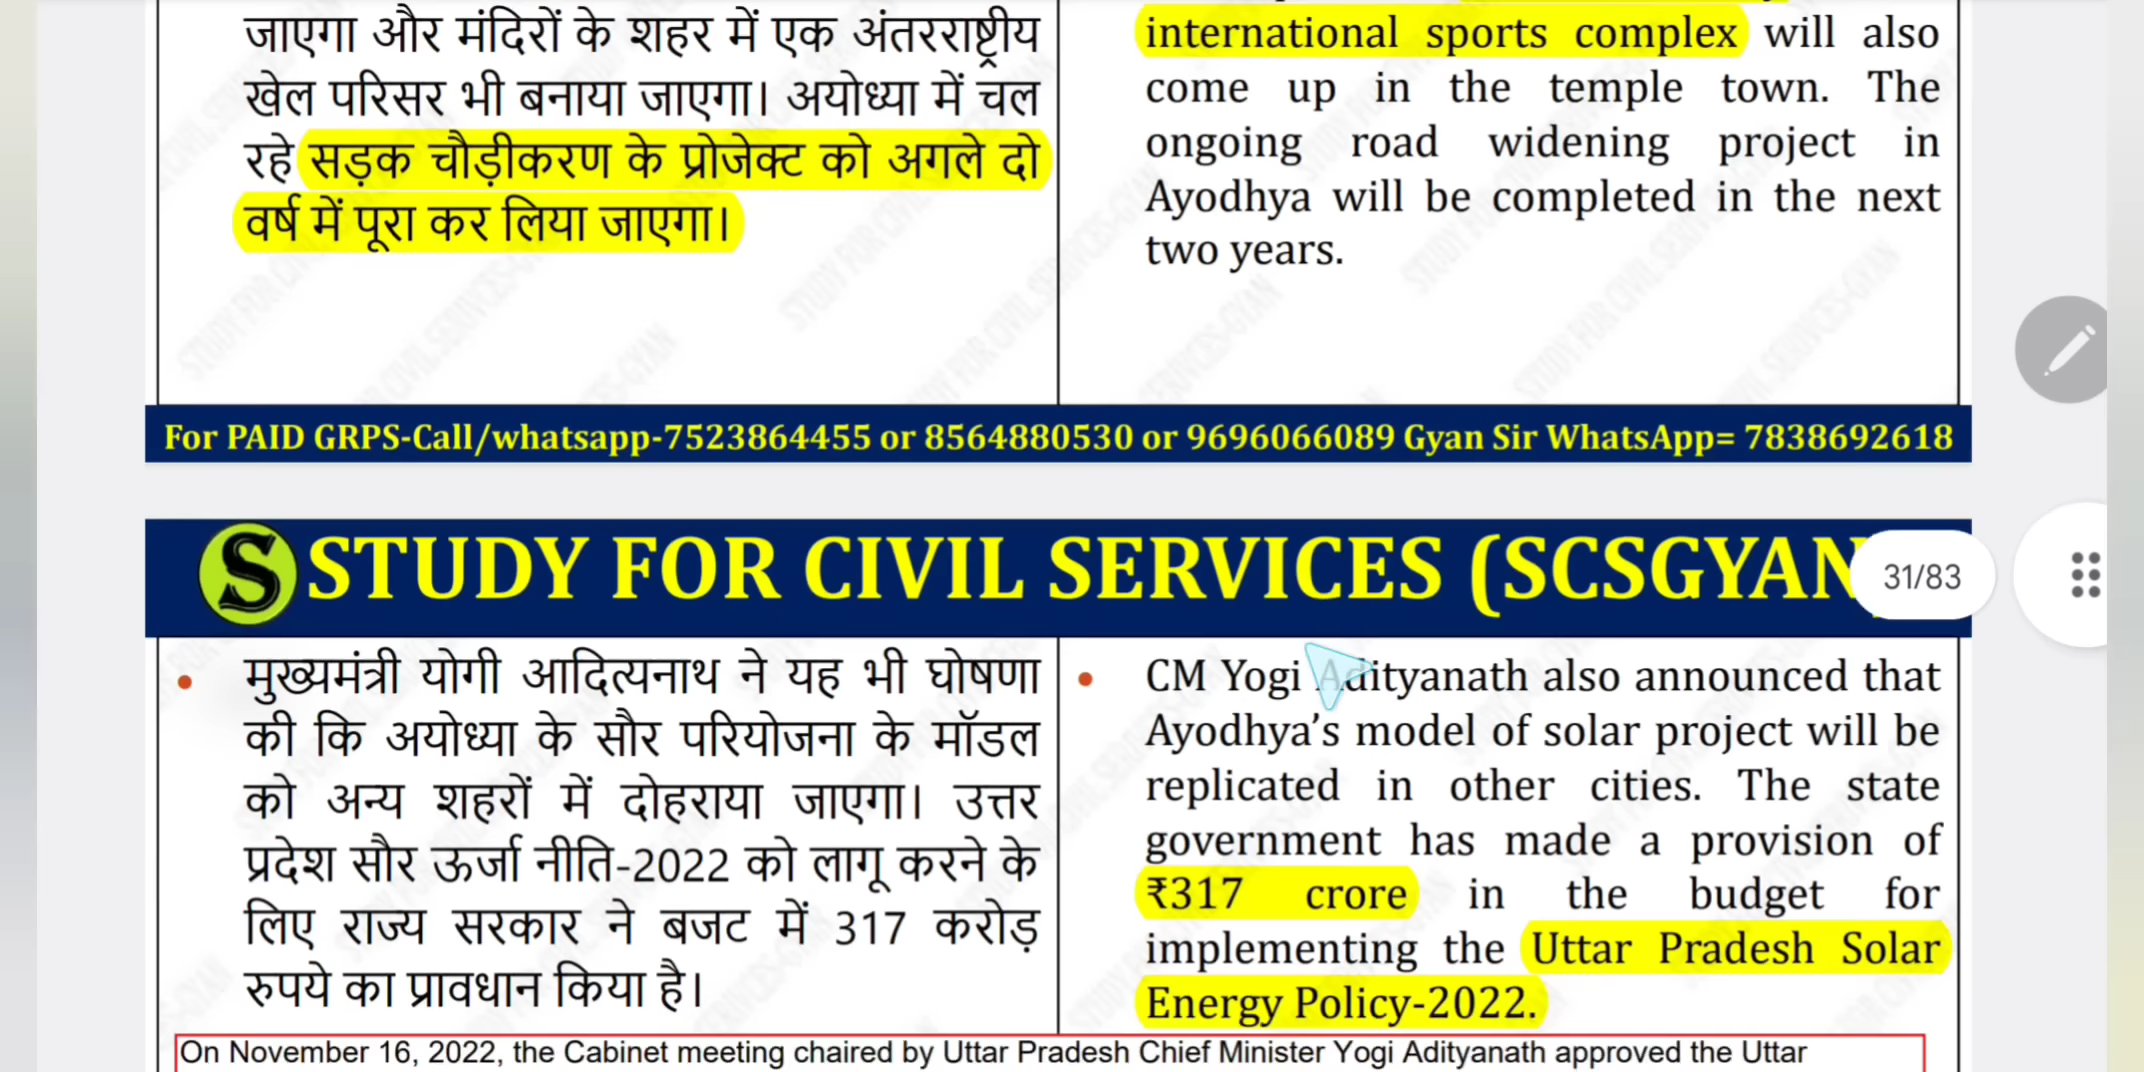 जाएगा और मंदिरों के शहर में एक अंतरराष्ट्रीय
खेल परिसर भी बनाया जाएगा। अयोध्या में चल
रहे सड़क चौड़ीकरण के प्रोजेक्ट को अगले दो
वर्ष में पूरा कर लिया जाएगा।
international sports complex will also
come up in the temple town. The
ongoing road widening project in
Ayodhya will be completed in the next
two years.
For PAID GRPS-Call/whatsapp-7523864455 or 8564880530 or 9696066089 Gyan Sir WhatsApp= 7838692618
S STUDY FOR CIVIL SERVICES (SCSGYAN
31/83
• मुख्यमंत्री योगी आदित्यनाथ ने यह भी घोषणा
की कि अयोध्या के सौर परियोजना के मॉडल
को अन्य शहरों में दोहराया जाएगा। उत्तर
प्रदेश सौर ऊर्जा नीति-2022 को लागू करने के
लिए राज्य सरकार ने बजट में 317 करोड़
रुपये का प्रावधान किया है।
• CM Yogi Adityanath also announced that
Ayodhya's model of solar project will be
replicated in other cities. The state
government has made a provision of
₹317 crore in the budget for
implementing the Uttar Pradesh Solar
Energy Policy-2022.
On November 16, 2022, the Cabinet meeting chaired by Uttar Pradesh Chief Minister Yogi Adityanath approved the Uttar